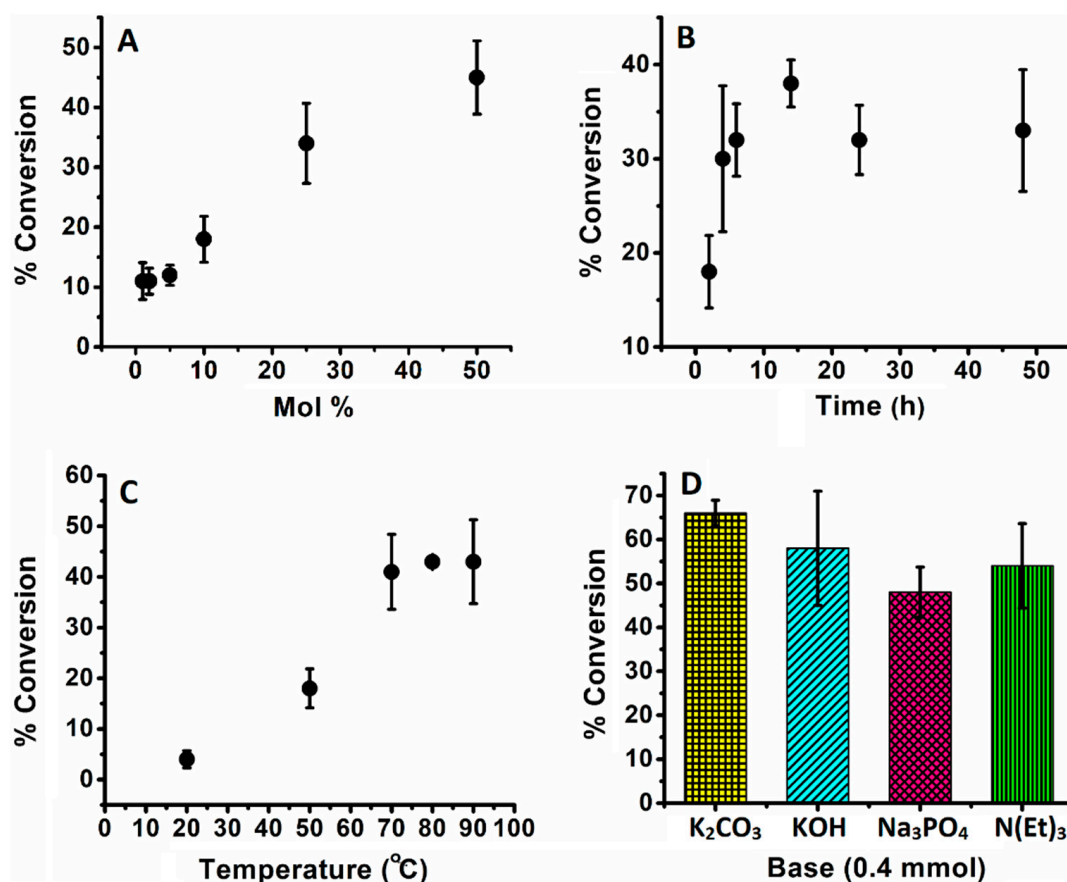 A
% Conversion
50
40
30
20
10
0
0 10 20 30 40 50
Mol %
B
% Conversion
40
30
20
10
0 10 20 30 40 50
Time (h)
C
% Conversion
60
50
40
30
20
10
0
0 10 20 30 40 50 60 70 80 90 100
Temperature (°C)
D
% Conversion
70
60
50
40
30
20
10
0
K₂CO₃ KOH Na₃PO₄ N(Et)₃
Base (0.4 mmol)